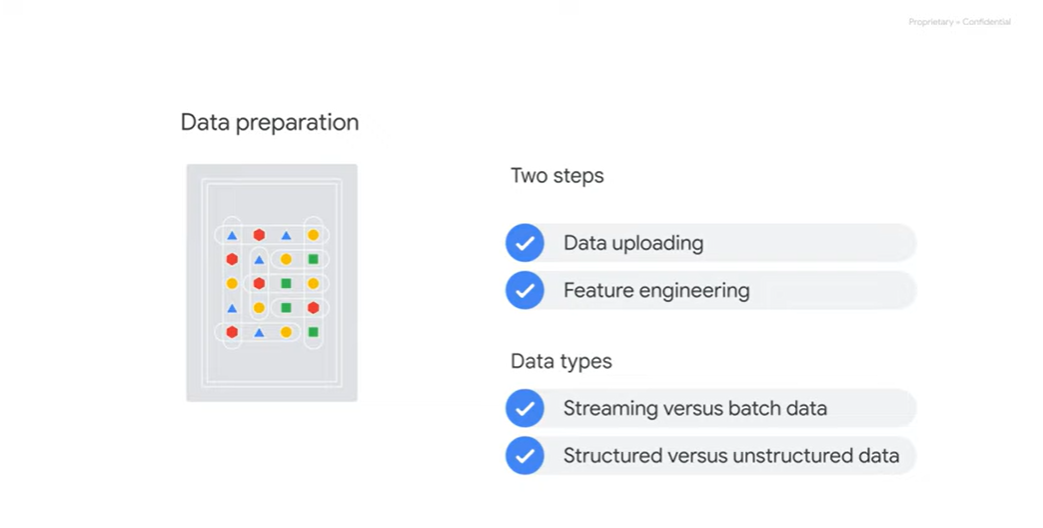 Proprietary + Confidential
Data preparation
Two steps
Data uploading
Feature engineering
Data types
Streaming versus batch data
Structured versus unstructured data